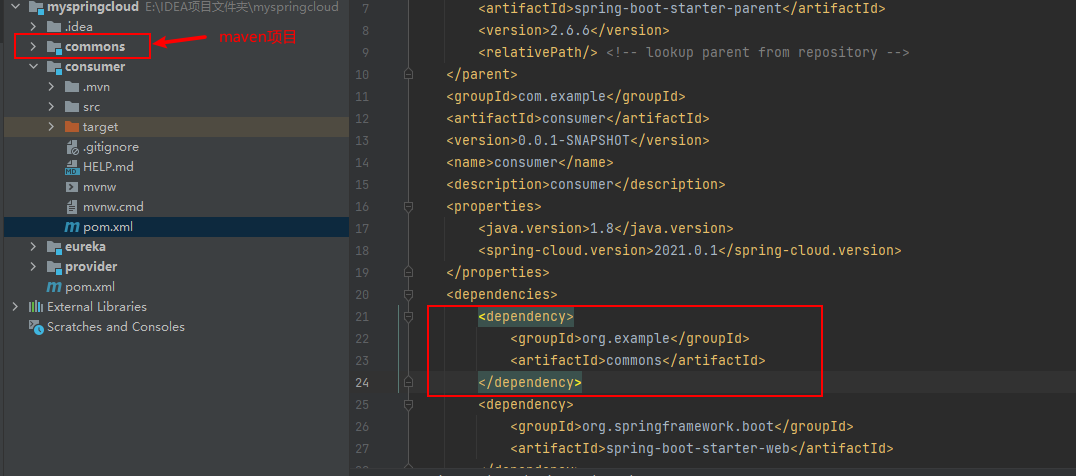 myspringcloud E:\IDEA项目文件夹\myspringcloud
.idea
commons
maven项目
consumer
.mvn
src
target
.gitignore
HELP.md
mvnw
mvnw.cmd
pom.xml
eureka
provider
pom.xml
External Libraries
Scratches and Consoles
7 <artifactId>spring-boot-starter-parent</artifactId>
8 <version>2.6.6</version>
9 <relativePath/> <!-- lookup parent from repository -->
10 </parent>
11 <groupId>com.example</groupId>
12 <artifactId>consumer</artifactId>
13 <version>0.0.1-SNAPSHOT</version>
14 <name>consumer</name>
15 <description>consumer</description>
16 <properties>
17 <java.version>1.8</java.version>
18 <spring-cloud.version>2021.0.1</spring-cloud.version>
19 </properties>
20 <dependencies>
21 <dependency>
22 <groupId>org.example</groupId>
23 <artifactId>commons</artifactId>
24 </dependency>
25 <dependency>
26 <groupId>org.springframework.boot</groupId>
27 <artifactId>spring-boot-starter-web</artifactId>